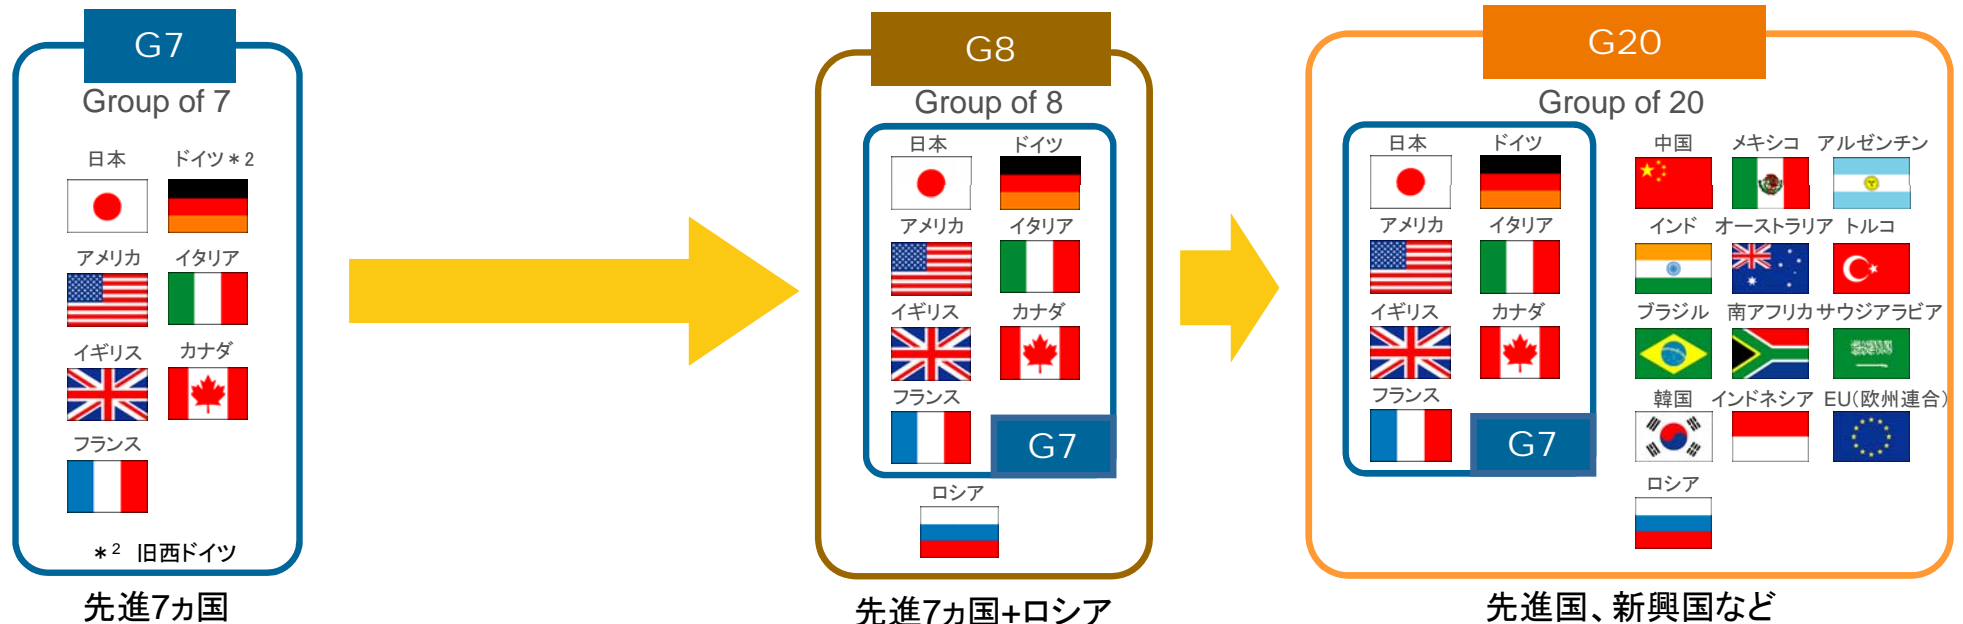 G7
Group of 7
日本 ドイツ＊2
アメリカ イタリア
イギリス カナダ
フランス
＊2 旧西ドイツ
先進7ヵ国
G8
Group of 8
日本 ドイツ
アメリカ イタリア
イギリス カナダ
フランス
G7
ロシア
先進7ヵ国+ロシア
G20
Group of 20
日本 ドイツ
アメリカ イタリア
イギリス カナダ
フランス
G7
中国 メキシコ アルゼンチン
インド オーストラリア トルコ
ブラジル 南アフリカ サウジアラビア
韓国 インドネシア EU(欧州連合)
ロシア
先進国、新興国など